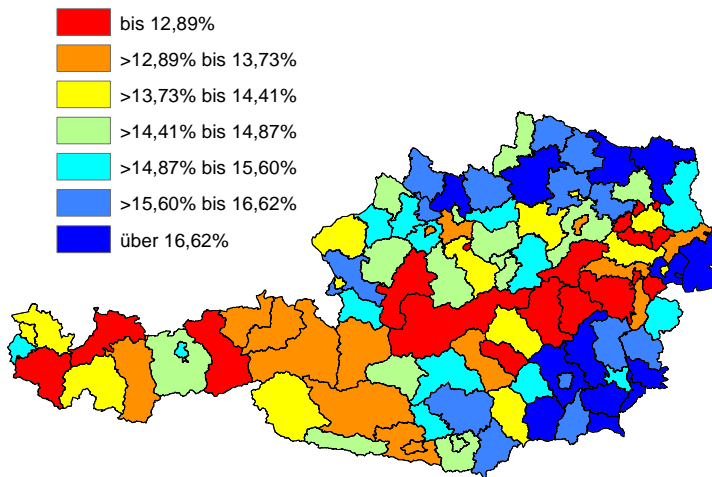 bis 12,89%
>12,89% bis 13,73%
>13,73% bis 14,41%
>14,41% bis 14,87%
>14,87% bis 15,60%
>15,60% bis 16,62%
über 16,62%